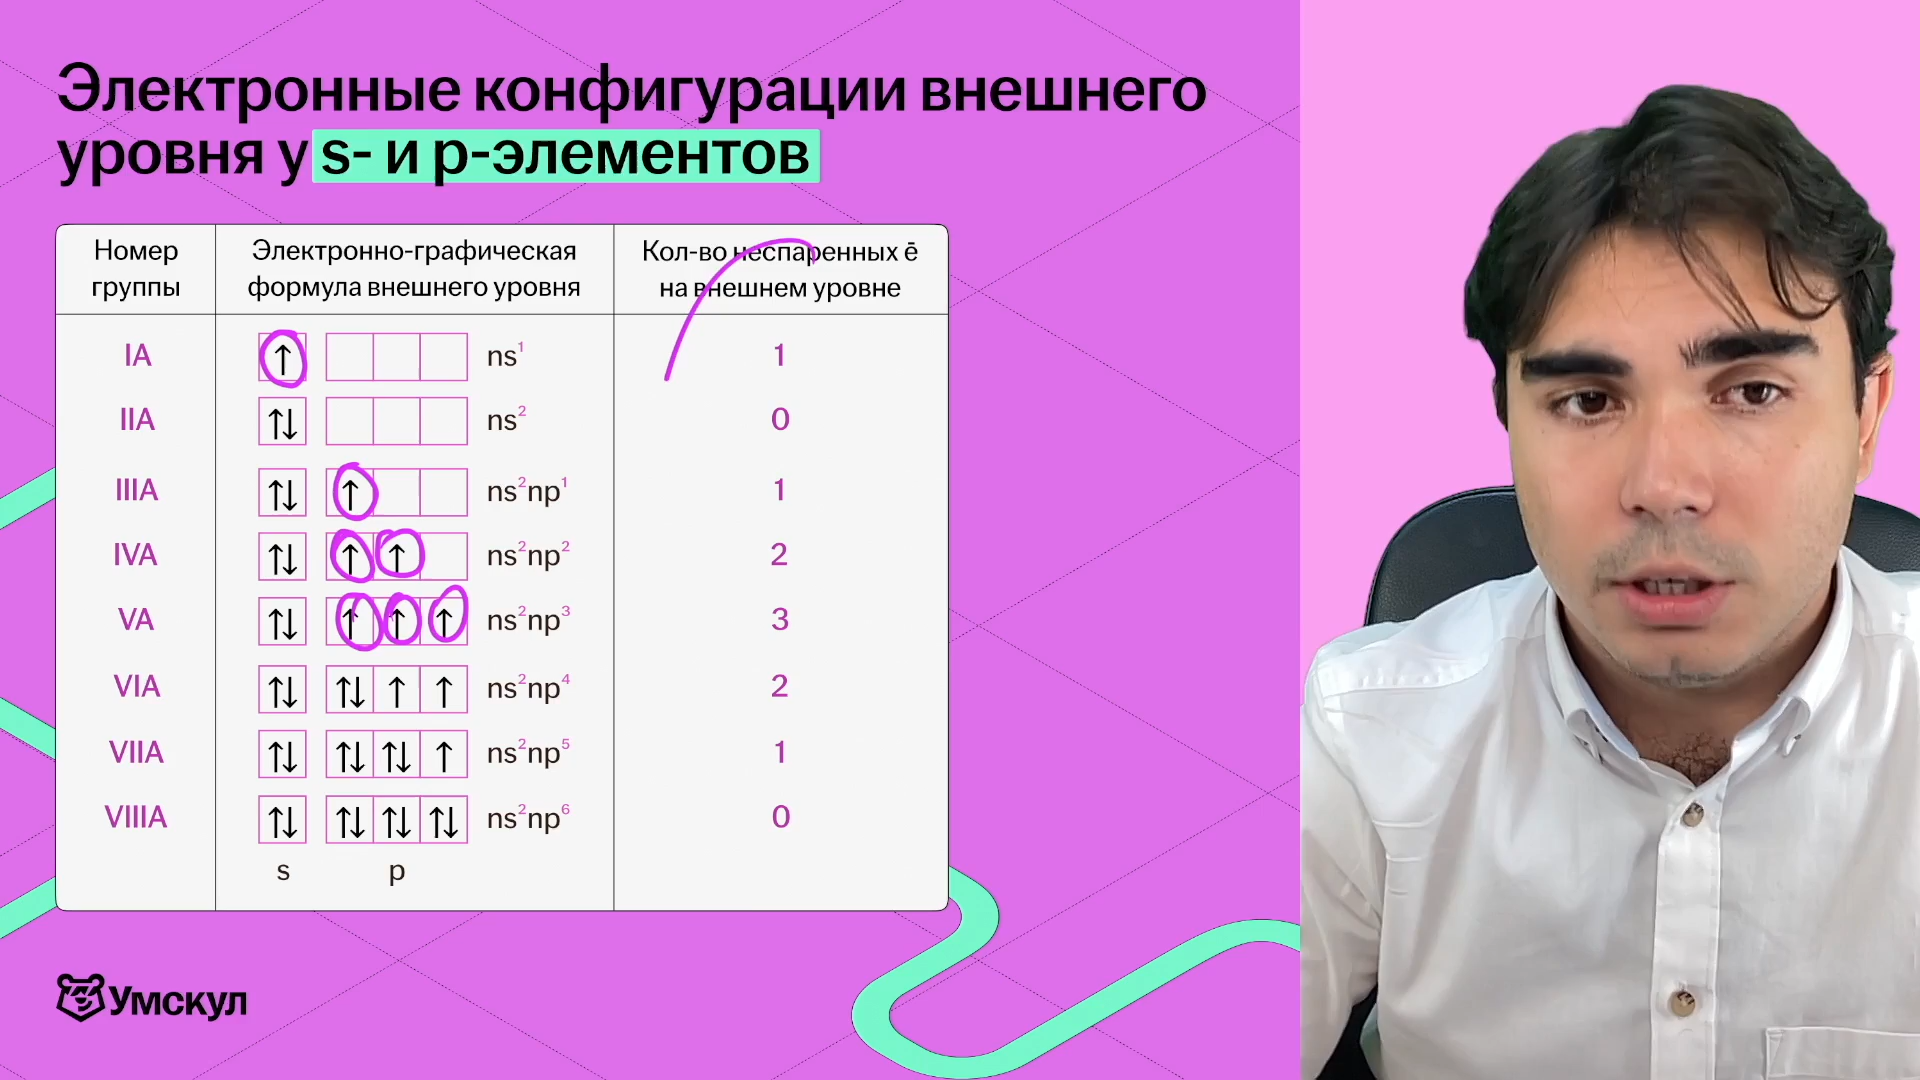 Электронные конфигурации внешнего
уровня у s- и p-элементов
Номер группы
Электронно-графическая формула внешнего уровня
Кол-во неспаренных ē на внешнем уровне
IA ↑ ns¹ 1
IIA ↑↓ ns² 0
IIIA ↑↓ ↑ ns²np¹ 1
IVA ↑↓ ↑ ↑ ns²np² 2
VA ↑↓ ↑ ↑ ↑ ns²np³ 3
VIA ↑↓ ↑↓ ↑ ↑ ns²np⁴ 2
VIIA ↑↓ ↑↓ ↑↓ ↑ ns²np⁵ 1
VIIIA ↑↓ ↑↓ ↑↓ ↑↓ ns²np⁶ 0
s p
Умскул